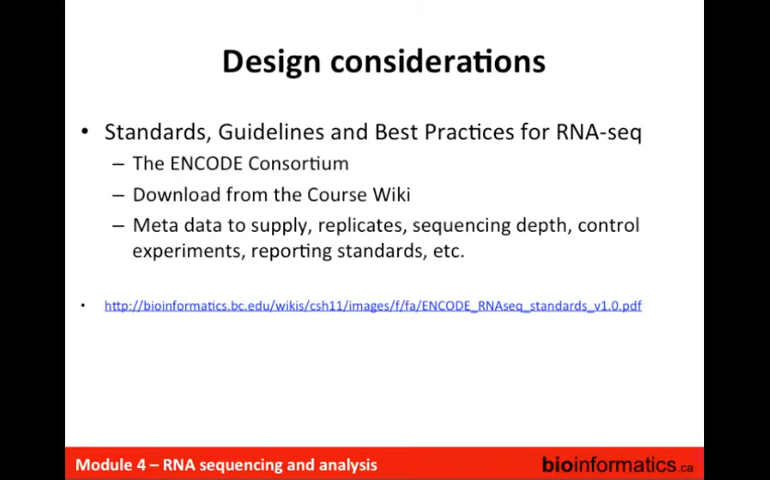 Design considerations
• Standards, Guidelines and Best Practices for RNA-seq
– The ENCODE Consortium
– Download from the Course Wiki
– Meta data to supply, replicates, sequencing depth, control
experiments, reporting standards, etc.
• http://bioinformatics.bc.edu/wikis/csh11/images/f/fa/ENCODE_RNAseq_standards_v1.0.pdf
Module 4 – RNA sequencing and analysis
bioinformatics.ca